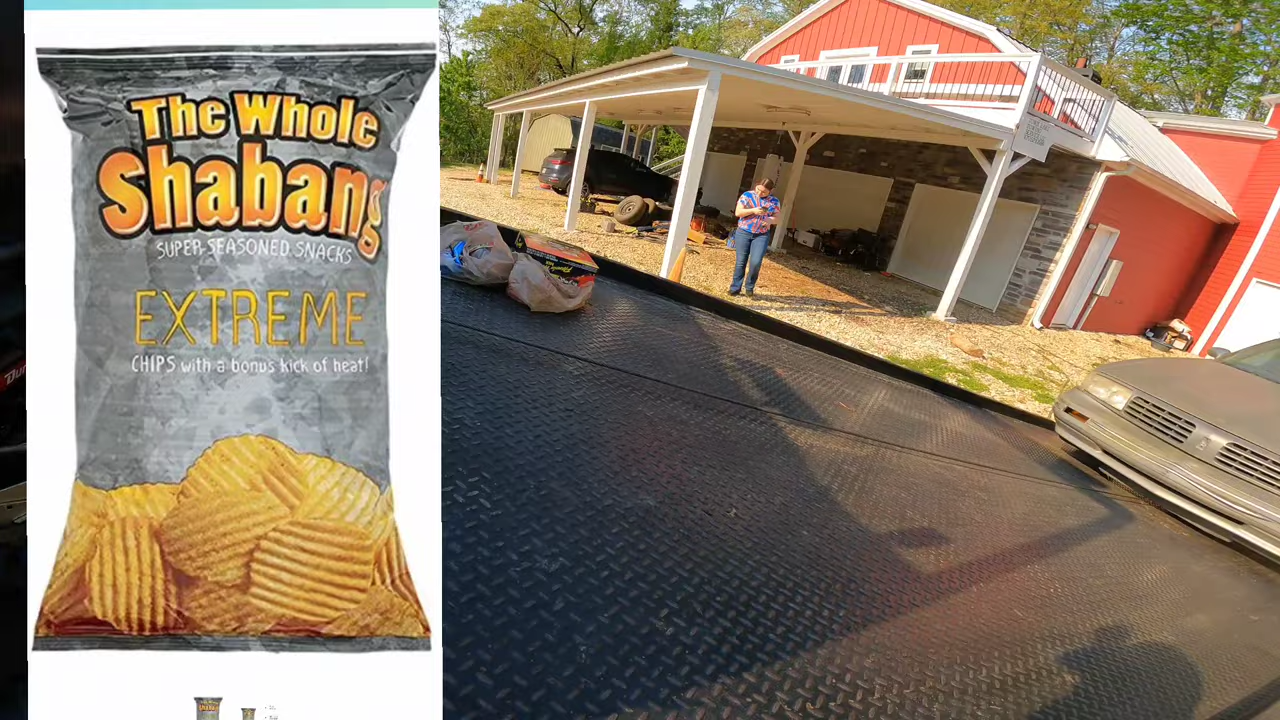 The Whole
Shabang
SUPER-SEASONED SNACKS
EXTREME
CHIPS with a bonus kick of heat!